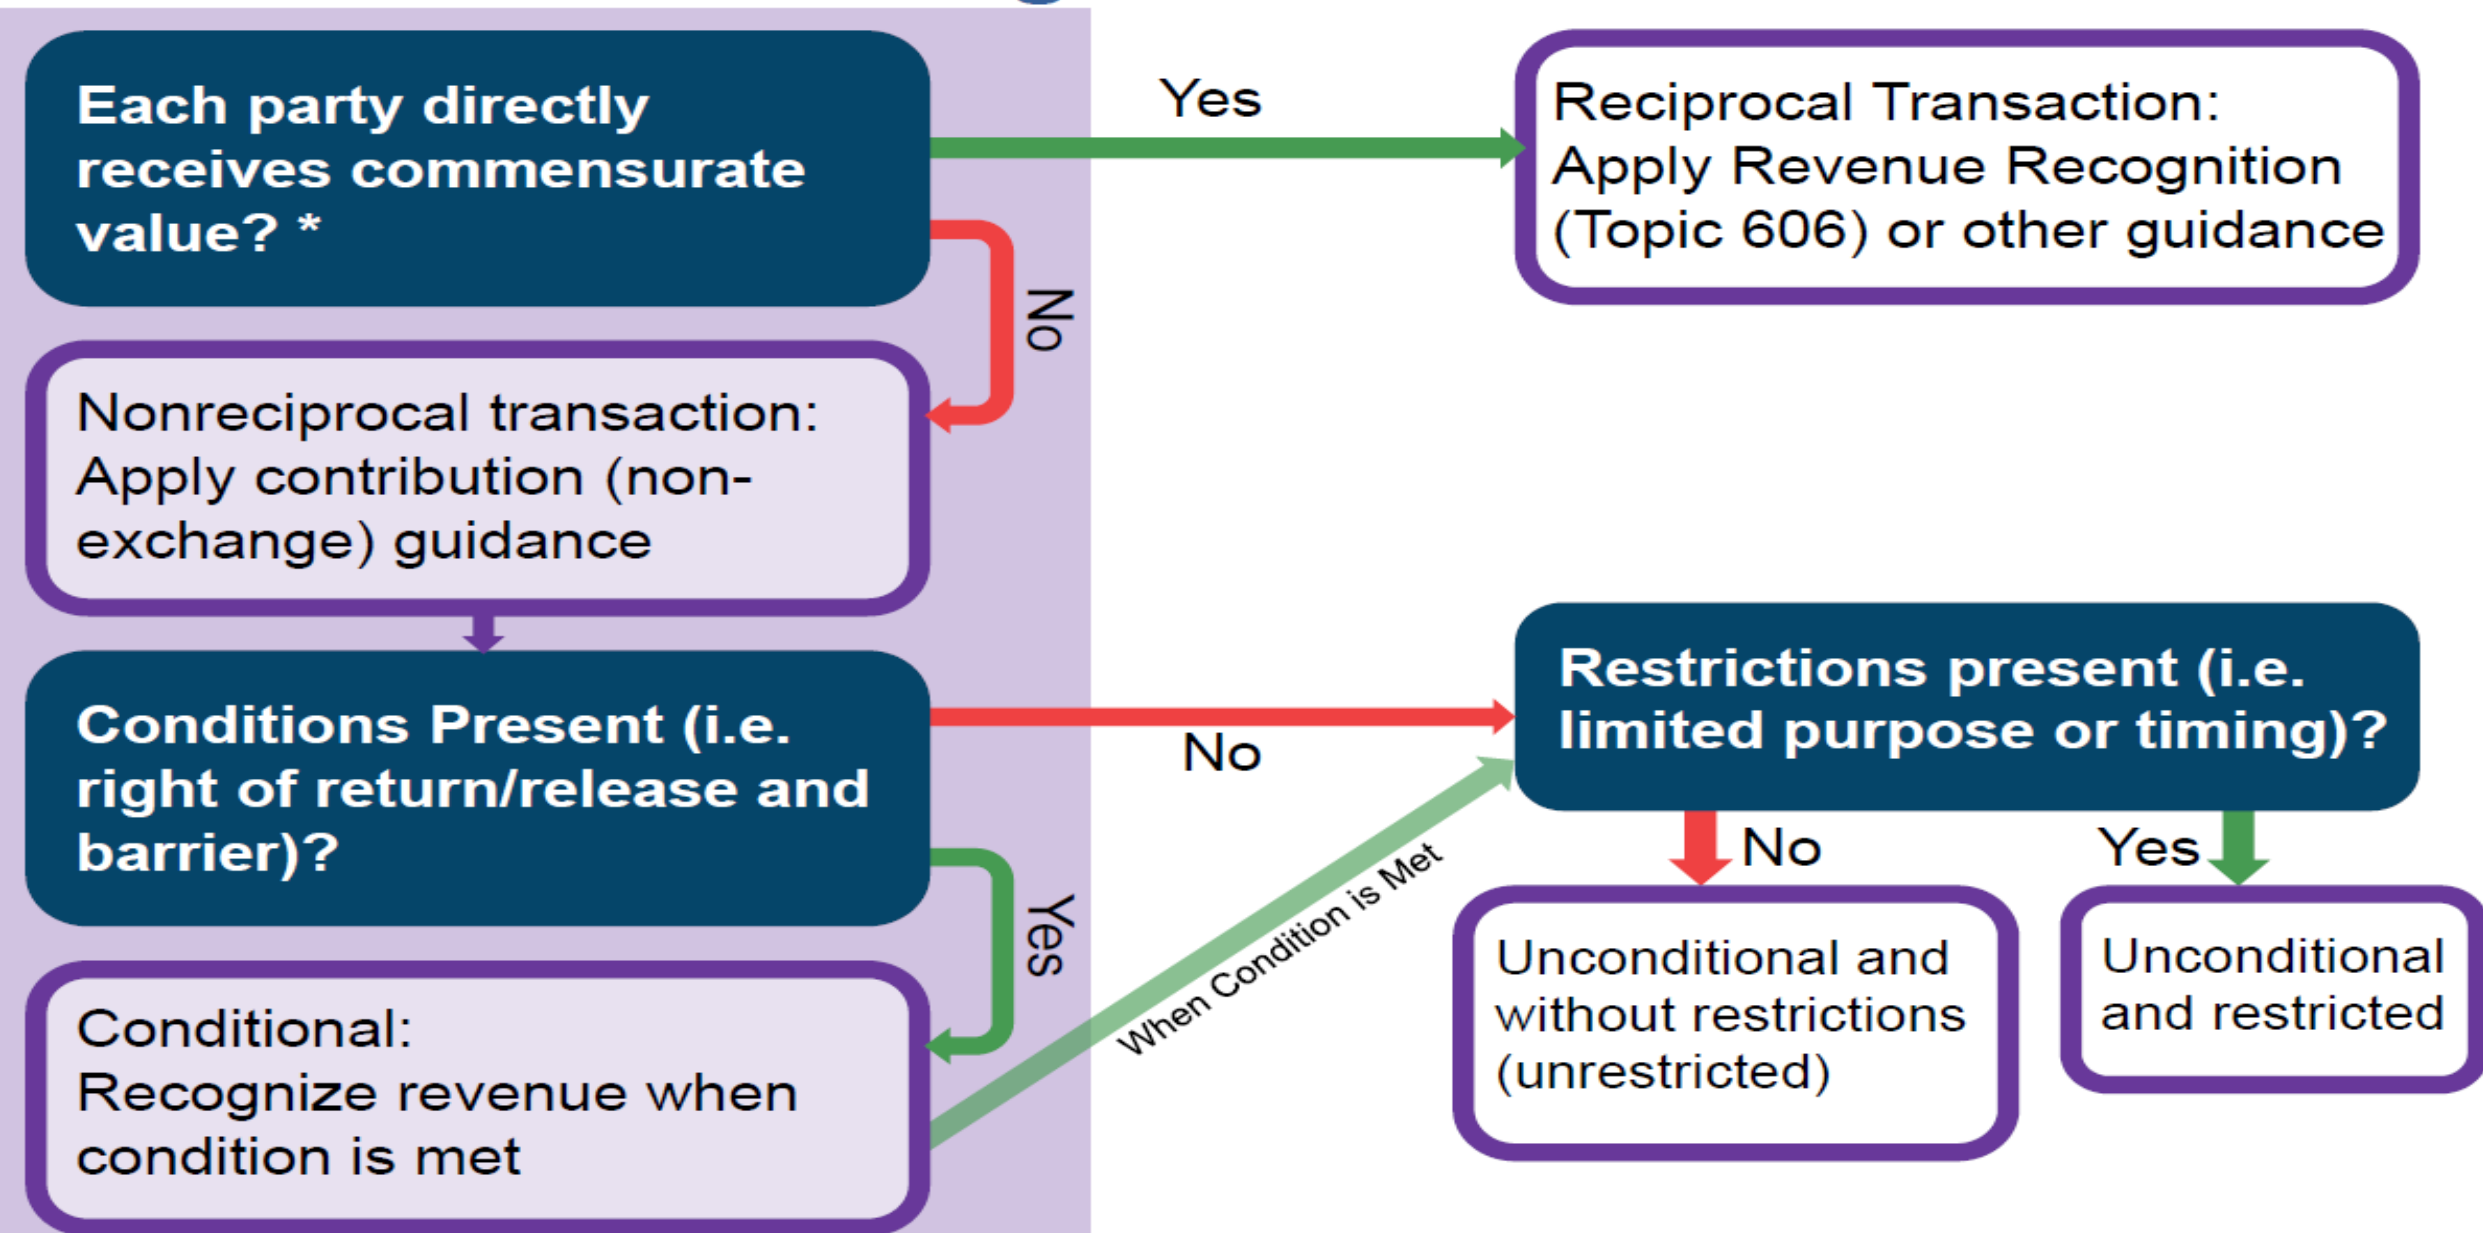 Each party directly
receives commensurate
value? *
Yes
Reciprocal Transaction:
Apply Revenue Recognition
(Topic 606) or other guidance
No
Nonreciprocal transaction:
Apply contribution (non-
exchange) guidance
Conditions Present (i.e.
right of return/release and
barrier)?
No
Restrictions present (i.e.
limited purpose or timing)?
Yes
When Condition is Met
No
Yes
Conditional:
Recognize revenue when
condition is met
Unconditional and
without restrictions
(unrestricted)
Unconditional
and restricted